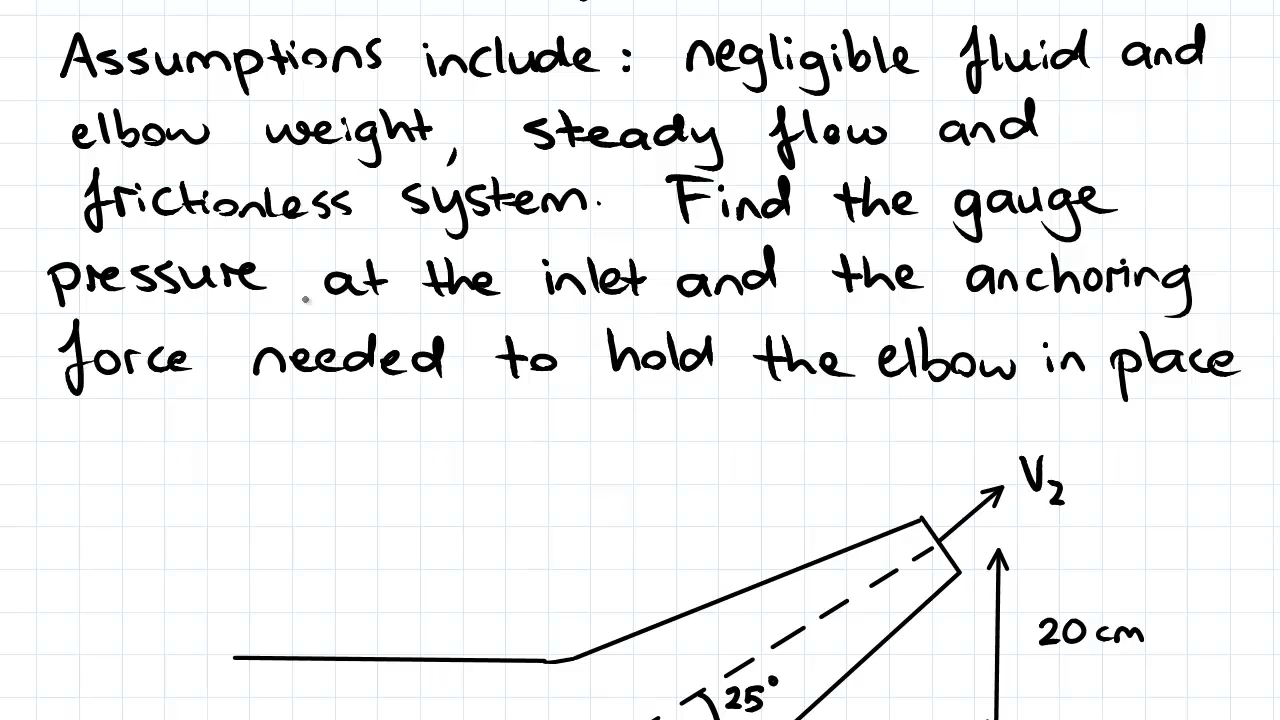 Assumptions include: negligible fluid and
elbow weight, steady flow and
frictionless system. Find the gauge
pressure at the inlet and the anchoring
force needed to hold the elbow in place
V₂
20 cm
25°